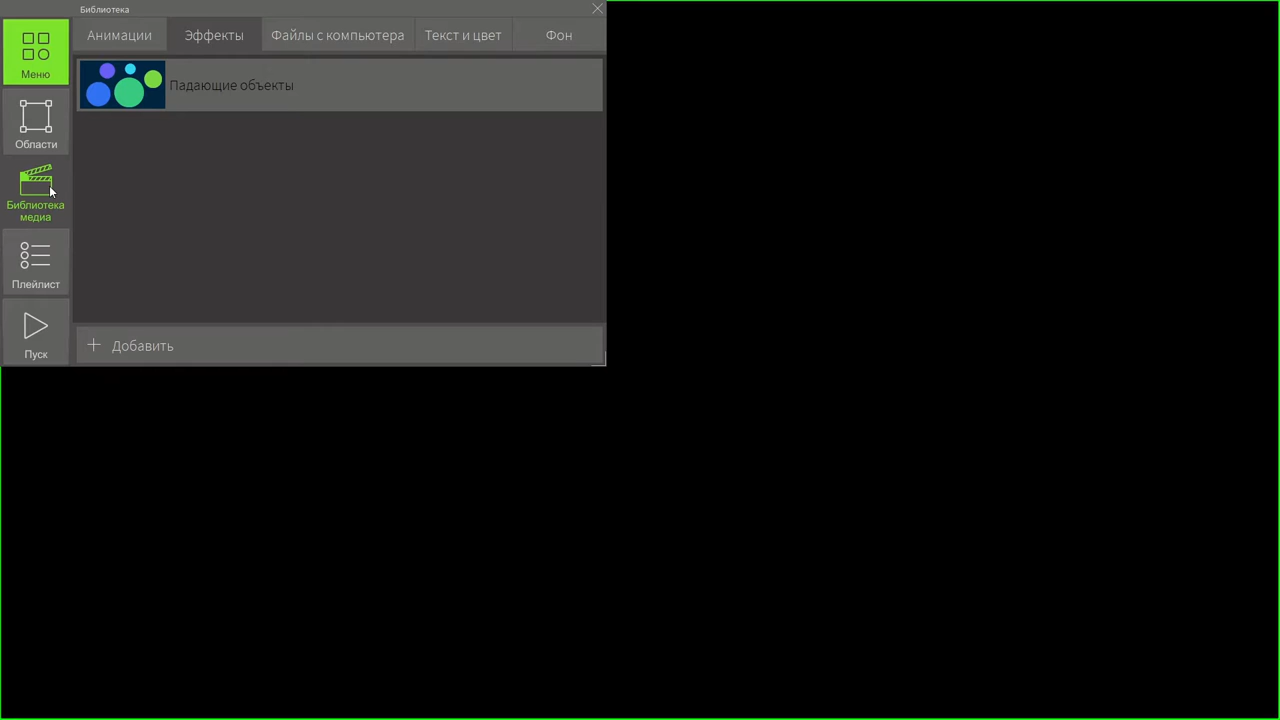 Библиотека
Анимации Эффекты Файлы с компьютера Текст и цвет Фон
Меню
Падающие объекты
Области
Библиотека
медиа
Плейлист
Добавить
Пуск